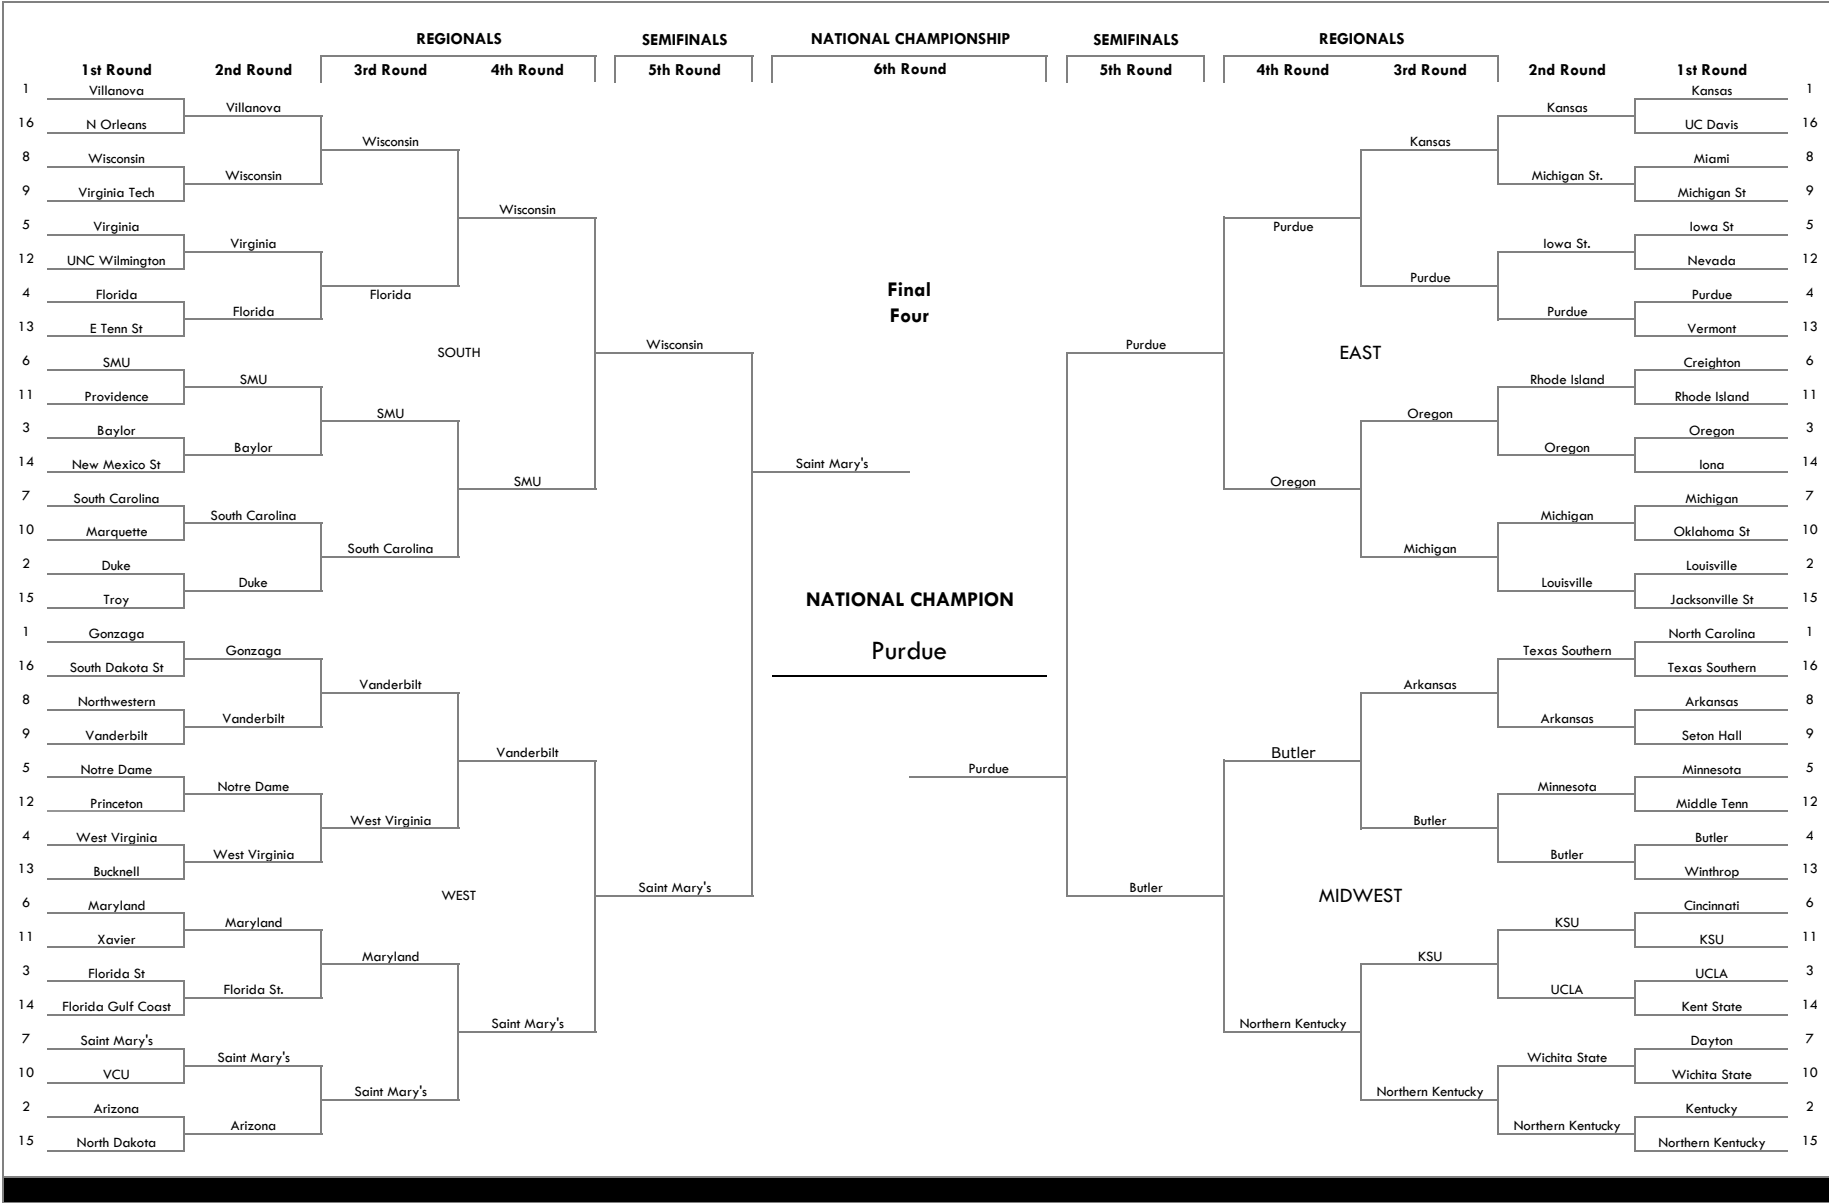 REGIONALS SEMIFINALS NATIONAL CHAMPIONSHIP SEMIFINALS REGIONALS
1st Round 2nd Round 3rd Round 4th Round 5th Round 6th Round 5th Round 4th Round 3rd Round 2nd Round 1st Round
1 Villanova Kansas 1
Villanova Kansas
16 N Orleans UC Davis 16
Wisconsin Kansas
8 Wisconsin Miami 8
Wisconsin Michigan St.
9 Virginia Tech Michigan St 9
Wisconsin Purdue
5 Virginia Iowa St 5
Virginia Iowa St.
12 UNC Wilmington Nevada 12
Florida Purdue
4 Florida Purdue 4
Florida Purdue
13 E Tenn St Vermont 13
Final
Four
SOUTH Wisconsin Purdue EAST
6 SMU Creighton 6
SMU Rhode Island
11 Providence Rhode Island 11
SMU Oregon
3 Baylor Oregon 3
Baylor Oregon
14 New Mexico St Iona 14
Saint Mary's
SMU Oregon
7 South Carolina Michigan 7
South Carolina Michigan
10 Marquette Oklahoma St 10
South Carolina Michigan
2 Duke Louisville 2
Duke Louisville
15 Troy Jacksonville St 15
NATIONAL CHAMPION
Purdue
1 Gonzaga North Carolina 1
Gonzaga Texas Southern
16 South Dakota St Texas Southern 16
Vanderbilt Arkansas
8 Northwestern Arkansas 8
Vanderbilt Arkansas
9 Vanderbilt Seton Hall 9
Vanderbilt Butler
5 Notre Dame Purdue Minnesota 5
Notre Dame Minnesota
12 Princeton Middle Tenn 12
West Virginia Butler
4 West Virginia Butler 4
West Virginia Butler
13 Bucknell Winthrop 13
WEST Saint Mary's Butler MIDWEST
6 Maryland Cincinnati 6
Maryland KSU
11 Xavier KSU 11
Maryland KSU
3 Florida St UCLA 3
Florida St. UCLA
14 Florida Gulf Coast Kent State 14
Saint Mary's Northern Kentucky
7 Saint Mary's Dayton 7
Saint Mary's Wichita State
10 VCU Wichita State 10
Saint Mary's Northern Kentucky
2 Arizona Kentucky 2
Arizona Northern Kentucky
15 North Dakota Northern Kentucky 15